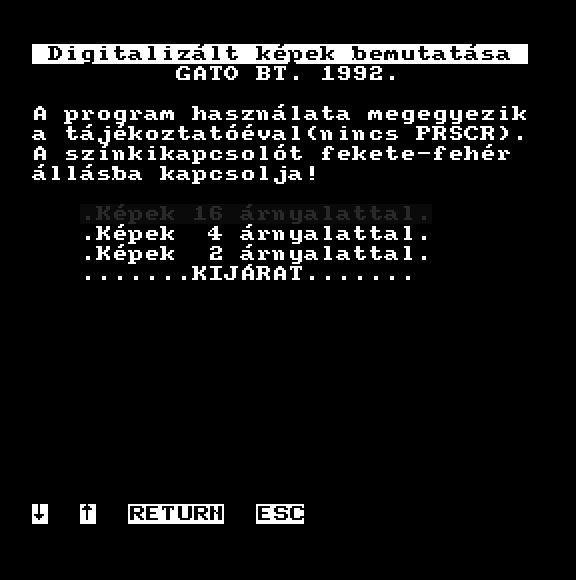 Digitalizált képek bemutatása
GATO BT. 1992.
A program használata megegyezik
a tájékoztatóéval(nincs PRSCR).
A színkikapcsolót fekete-fehér
állásba kapcsolja!
.Képek 16 árnyalattal.
.Képek  4 árnyalattal.
.Képek  2 árnyalattal.
.......KIJÁRAT.......
↓ ↑ RETURN ESC